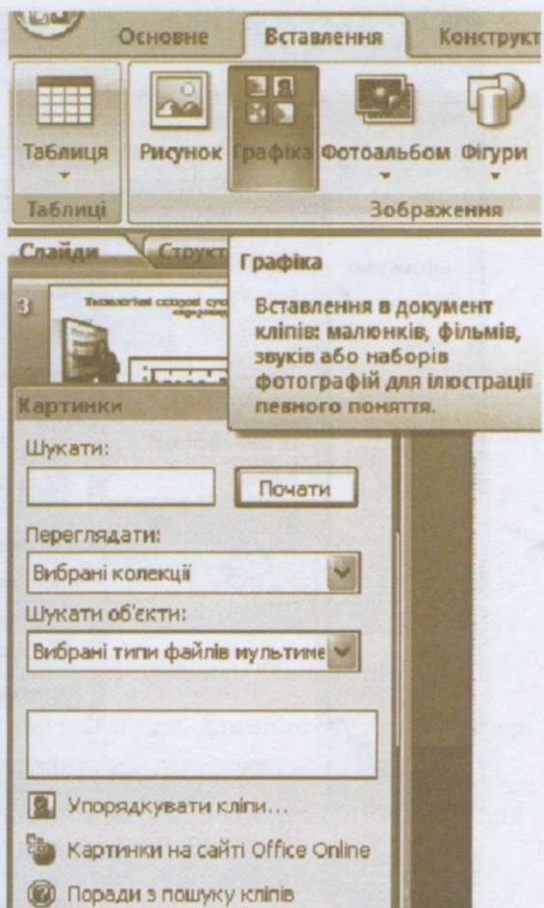 Основне Вставлення Конструкт
Таблиця Рисунок Графіка Фотоальбом Фігури
Таблиці Зображення
Слайди Структ
Графіка
Вставлення в документ
кліпів: малюнків, фільмів,
звуків або наборів
фотографій для ілюстрації
певного поняття.
3
Картинки
Шукати:
Почати
Переглядати:
Вибрані колекції
Шукати об'єкти:
Вибрані типи файлів мультиме
Упорядкувати кліпи...
Картинки на сайті Office Online
Поради з пошуку кліпів